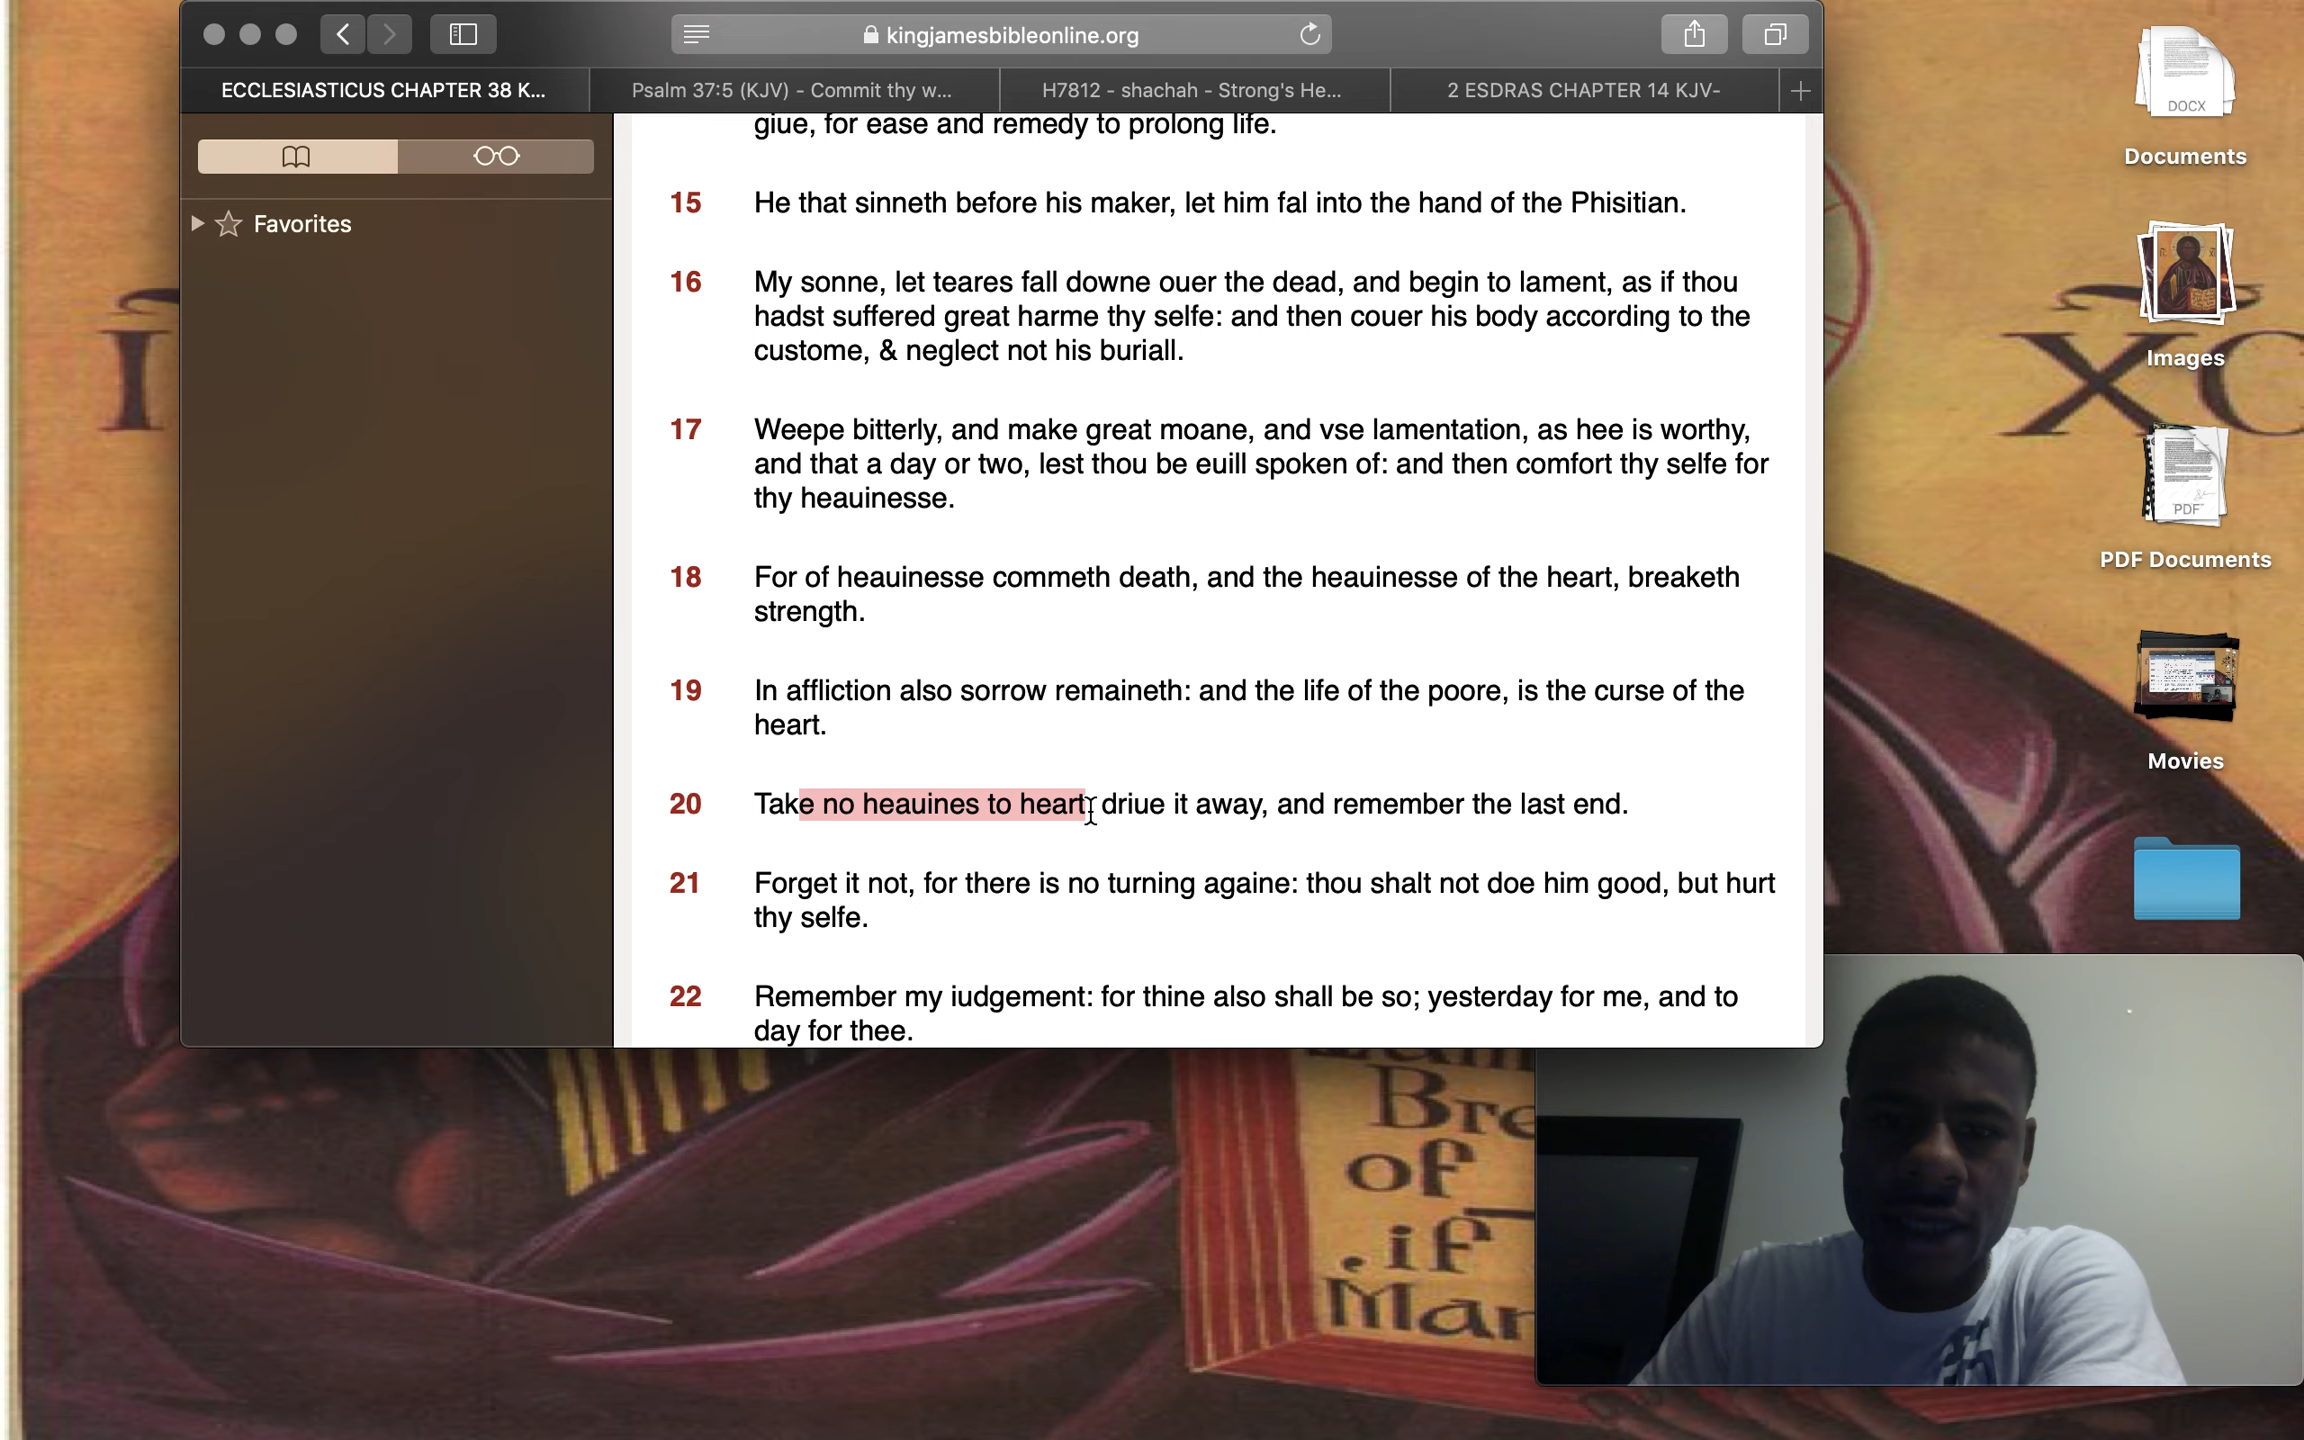 kingjamesbibleonline.org
ECCLESIASTICUS CHAPTER 38 K...
Psalm 37:5 (KJV) - Commit thy w...
H7812 - shachah - Strong's He...
2 ESDRAS CHAPTER 14 KJV-
Favorites
giue, for ease and remedy to prolong life.
15 He that sinneth before his maker, let him fal into the hand of the Phisitian.
16 My sonne, let teares fall downe ouer the dead, and begin to lament, as if thou
hadst suffered great harme thy selfe: and then couer his body according to the
custome, & neglect not his buriall.
17 Weepe bitterly, and make great moane, and vse lamentation, as hee is worthy,
and that a day or two, lest thou be euill spoken of: and then comfort thy selfe for
thy heauinesse.
18 For of heauinesse commeth death, and the heauinesse of the heart, breaketh
strength.
19 In affliction also sorrow remaineth: and the life of the poore, is the curse of the
heart.
20 Take no heauines to heart, driue it away, and remember the last end.
21 Forget it not, for there is no turning againe: thou shalt not doe him good, but hurt
thy selfe.
22 Remember my iudgement: for thine also shall be so; yesterday for me, and to
day for thee.
DOCX
Documents
Images
PDF
PDF Documents
Movies
XC
of
.if